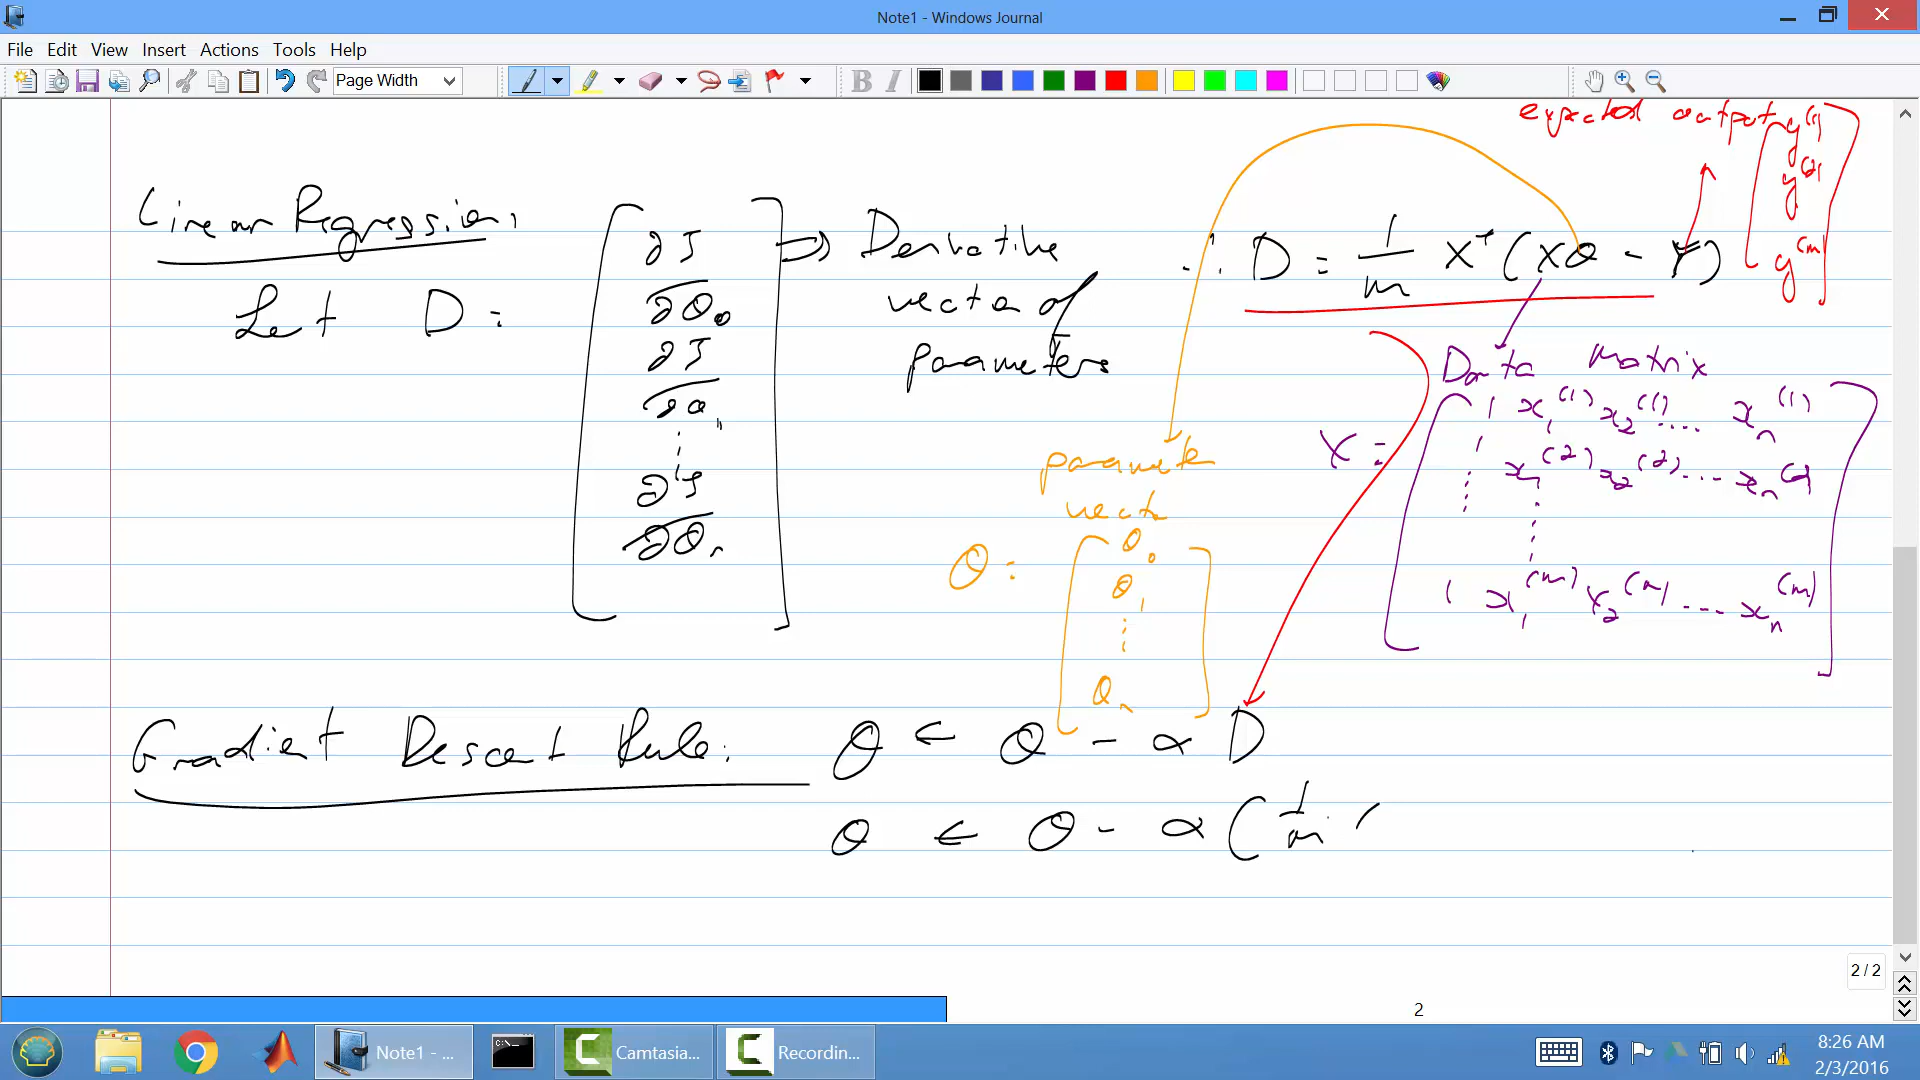 Note1 - Windows Journal
File Edit View Insert Actions Tools Help
Page Width
B I
expected output
y(1)
y(2)
y(m)
Linear Regression,
Let D =
∂J
∂θ₀
∂J
∂θ₁
⋮
∂J
∂θₙ
⇒ Derivative
vector of
parameters
∴ D = 1/m Xᵀ(Xθ - Y)
Data Matrix
X =
1 x₁(1) x₂(1) .... xₙ(1)
1 x₁(2) x₂(2) ... xₙ(2)
⋮ ⋮
1 x₁(m) x₂(m) ... xₙ(m)
parameter
vector
θ =
θ₀
θ₁
⋮
θₙ
Gradient Descent Rule: θ ← θ - α D
θ ← θ - α (1/m
2 / 2
2
Note1 - ...
C:\_
Camtasia...
Recordin...
8:26 AM
2/3/2016